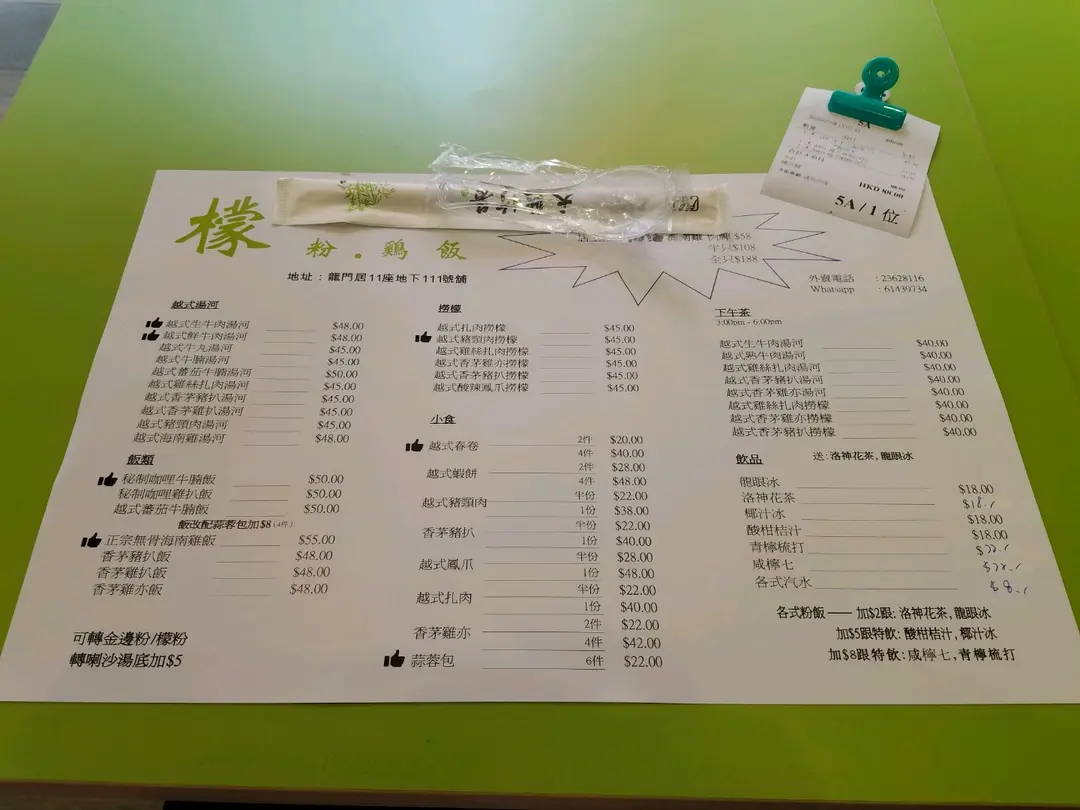 檬
粉．鷄飯
地址：龍門居11座地下111號舖
$58
半只$108
全只$188
外賣電話 : 23628116
Whatsapp : 61439734
5A
HKD 88.00
5A / 1 位
越式湯河
越式生牛肉湯河 $48.00
越式鮮牛肉湯河 $48.00
越式牛丸湯河 $45.00
越式牛腩湯河 $45.00
越式蕃茄牛腩湯河 $50.00
越式雞絲扎肉湯河 $45.00
越式香茅豬扒湯河 $45.00
越式香茅雞扒湯河 $45.00
越式豬頸肉湯河 $45.00
越式海南雞湯河 $48.00
飯類
秘制咖哩牛腩飯 $50.00
秘制咖哩雞扒飯 $50.00
越式蕃茄牛腩飯 $50.00
飯改配蒜蓉包加$8 (4件)
正宗無骨海南雞飯 $55.00
香茅豬扒飯 $48.00
香茅雞扒飯 $48.00
香茅雞亦飯 $48.00
可轉金邊粉/檬粉
轉喇沙湯底加$5
撈檬
越式扎肉撈檬 $45.00
越式豬頸肉撈檬 $45.00
越式雞絲扎肉撈檬 $45.00
越式香茅雞亦撈檬 $45.00
越式香茅豬扒撈檬 $45.00
越式酸辣鳳爪撈檬 $45.00
小食
越式春卷 2件 $20.00
4件 $40.00
越式蝦餅 2件 $28.00
4件 $48.00
越式豬頸肉 半份 $22.00
1份 $38.00
香茅豬扒 半份 $22.00
1份 $40.00
越式鳳爪 半份 $28.00
1份 $48.00
越式扎肉 半份 $22.00
1份 $40.00
香茅雞亦 2件 $22.00
4件 $42.00
蒜蓉包 6件 $22.00
下午茶
3:00pm - 6:00pm
越式生牛肉湯河 $40.00
越式熟牛肉湯河 $40.00
越式雞絲扎肉湯河 $40.00
越式香茅豬扒湯河 $40.00
越式香茅雞亦湯河 $40.00
越式雞絲扎肉撈檬 $40.00
越式香茅雞亦撈檬 $40.00
越式香茅豬扒撈檬 $40.00
送: 洛神花茶, 龍眼冰
飲品
龍眼冰 $18.00
洛神花茶 $18.-
椰汁冰 $18.00
酸柑桔汁 $18.00
青檸梳打 $22.-
咸檸七 $22.-
各式汽水 $8.-
各式粉飯 —— 加$2跟: 洛神花茶, 龍眼冰
加$5跟特飲: 酸柑桔汁, 椰汁冰
加$8跟特飲: 咸檸七, 青檸梳打